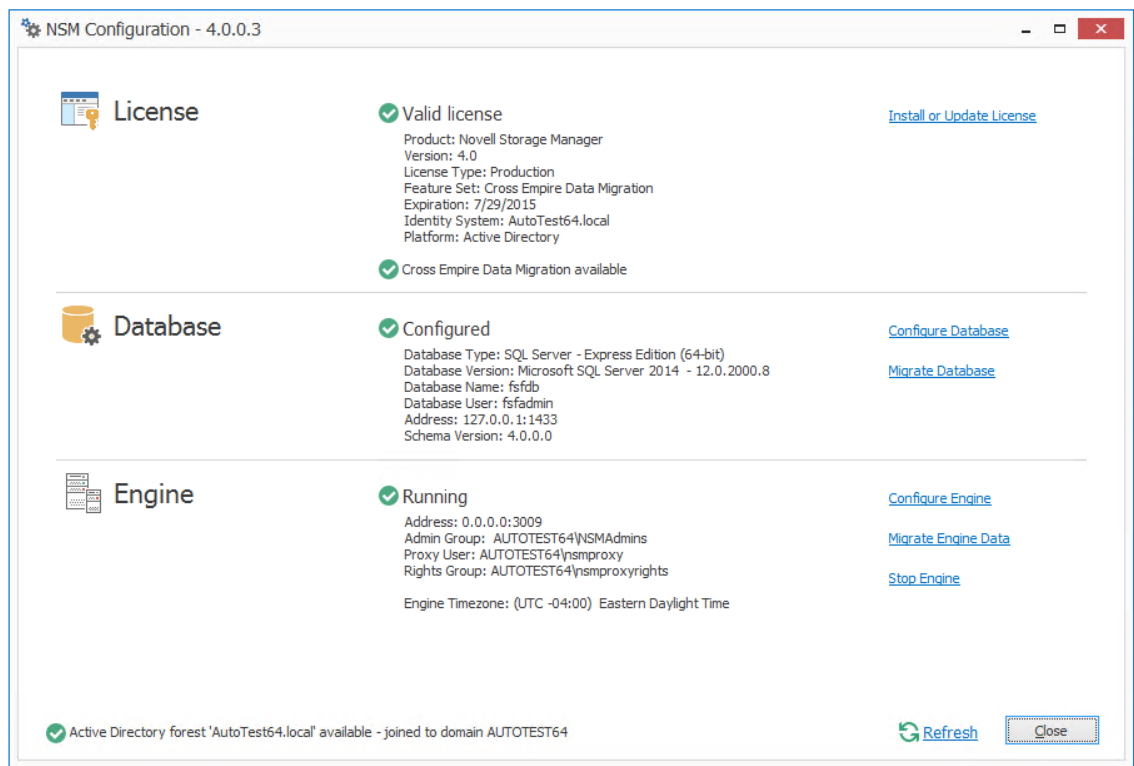 NSM Configuration - 4.0.0.3
License
Valid license
Install or Update License
Product: Novell Storage Manager
Version: 4.0
License Type: Production
Feature Set: Cross Empire Data Migration
Expiration: 7/29/2015
Identity System: AutoTest64.local
Platform: Active Directory
Cross Empire Data Migration available
Database
Configured
Configure Database
Database Type: SQL Server - Express Edition (64-bit)
Database Version: Microsoft SQL Server 2014 - 12.0.2000.8
Migrate Database
Database Name: fsfdb
Database User: fsfadmin
Address: 127.0.0.1:1433
Schema Version: 4.0.0.0
Engine
Running
Configure Engine
Address: 0.0.0.0:3009
Admin Group: AUTOTEST64\NSMAdmins
Migrate Engine Data
Proxy User: AUTOTEST64\nsmproxy
Rights Group: AUTOTEST64\nsmproxyrights
Stop Engine
Engine Timezone: (UTC -04:00) Eastern Daylight Time
Active Directory forest 'AutoTest64.local' available - joined to domain AUTOTEST64
Refresh
Close